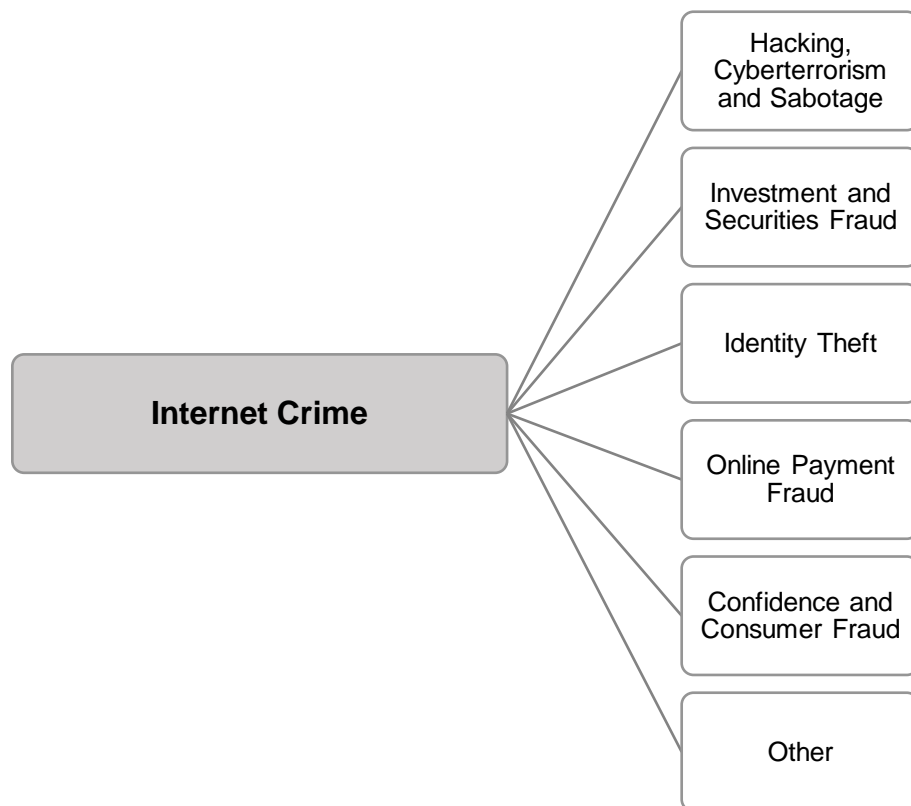 Hacking,
Cyberterrorism
and Sabotage
Investment and
Securities Fraud
Identity Theft
Internet Crime
Online Payment
Fraud
Confidence and
Consumer Fraud
Other